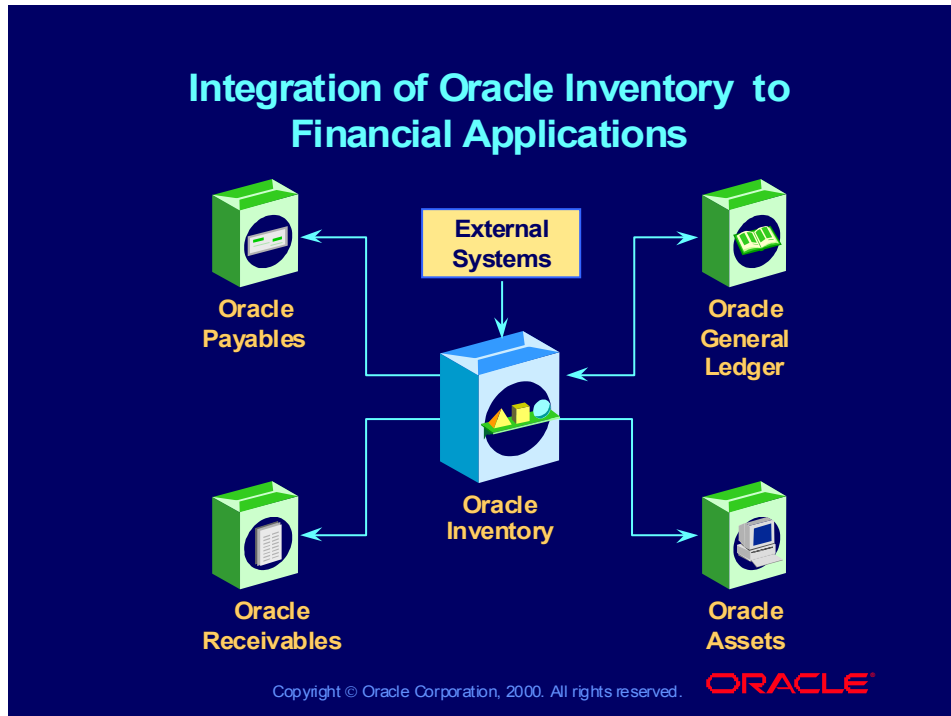 Integration of Oracle Inventory to
Financial Applications
External
Systems
Oracle
Payables
Oracle
General
Ledger
Oracle
Inventory
Oracle
Receivables
Oracle
Assets
Copyright © Oracle Corporation, 2000. All rights reserved.
ORACLE®